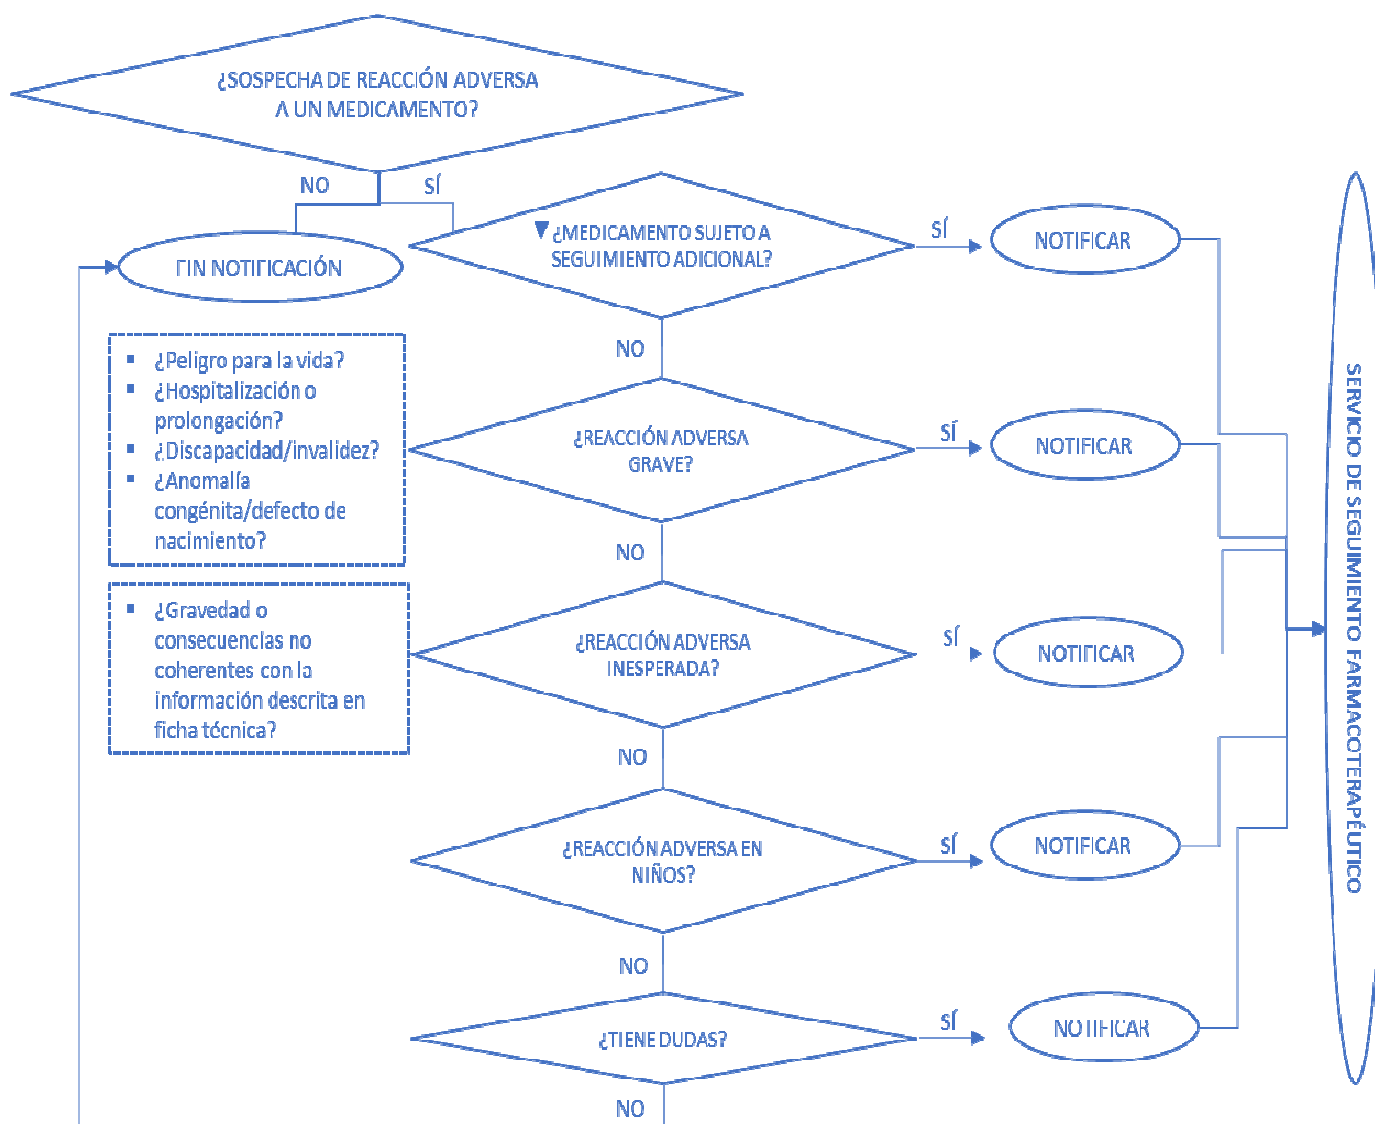 ¿SOSPECHA DE REACCIÓN ADVERSA
A UN MEDICAMENTO?
NO
SÍ
▼ ¿MEDICAMENTO SUJETO A
SEGUIMIENTO ADICIONAL?
SÍ
NOTIFICAR
FIN NOTIFICACIÓN
NO
▪ ¿Peligro para la vida?
▪ ¿Hospitalización o
prolongación?
▪ ¿Discapacidad/invalidez?
▪ ¿Anomalía
congénita/defecto de
nacimiento?
¿REACCIÓN ADVERSA
GRAVE?
SÍ
NOTIFICAR
NO
▪ ¿Gravedad o
consecuencias no
coherentes con la
información descrita en
ficha técnica?
¿REACCIÓN ADVERSA
INESPERADA?
SÍ
NOTIFICAR
NO
¿REACCIÓN ADVERSA EN
NIÑOS?
SÍ
NOTIFICAR
NO
¿TIENE DUDAS?
SÍ
NOTIFICAR
NO
SERVICIO DE SEGUIMIENTO FARMACOTERAPÉUTICO